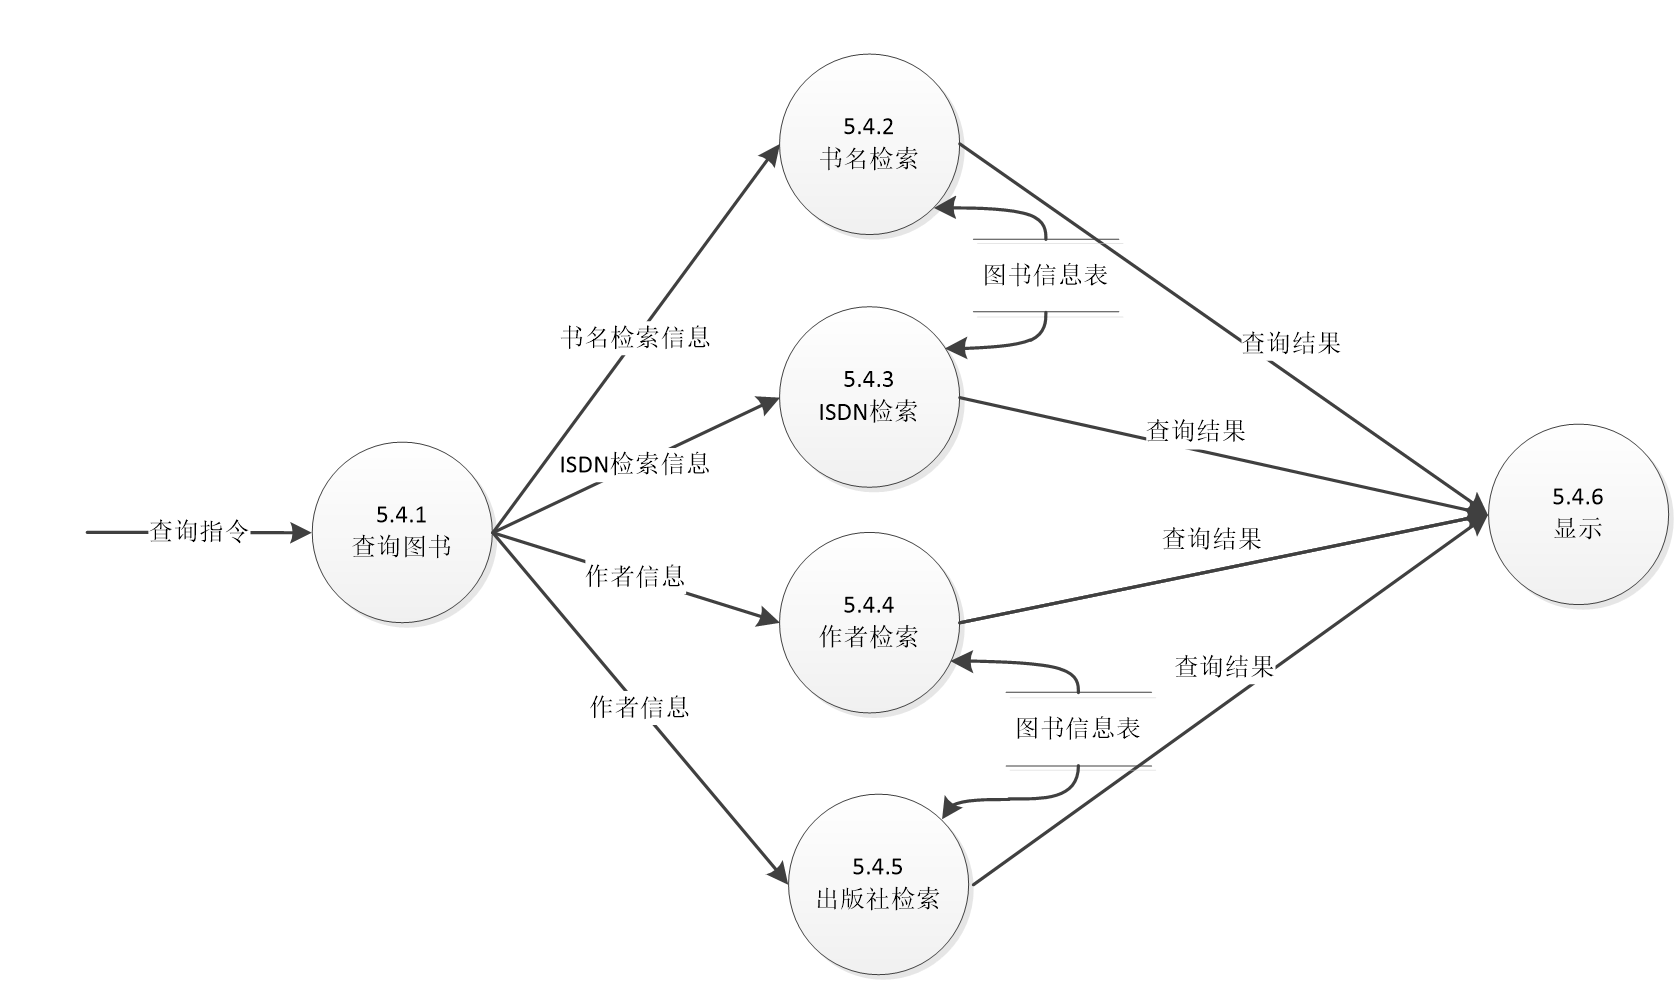 5.4.2
书名检索
图书信息表
书名检索信息
查询结果
5.4.3
ISDN检索
查询结果
ISDN检索信息
5.4.1
查询图书
查询指令
5.4.6
显示
查询结果
作者信息
5.4.4
作者检索
查询结果
作者信息
图书信息表
5.4.5
出版社检索